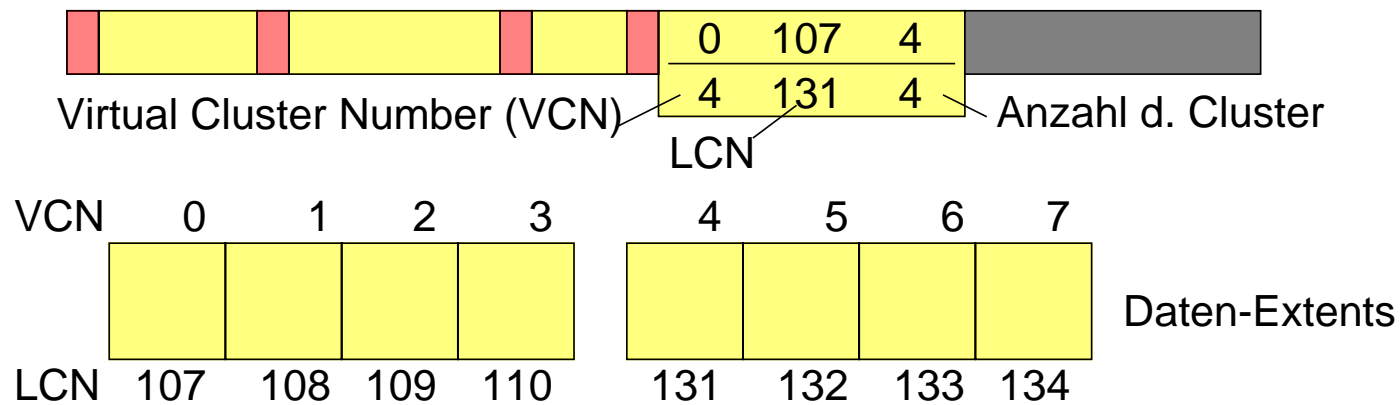 0 107 4
4 131 4
Virtual Cluster Number (VCN)
Anzahl d. Cluster
LCN
VCN 0 1 2 3 4 5 6 7
Daten-Extents
LCN 107 108 109 110 131 132 133 134